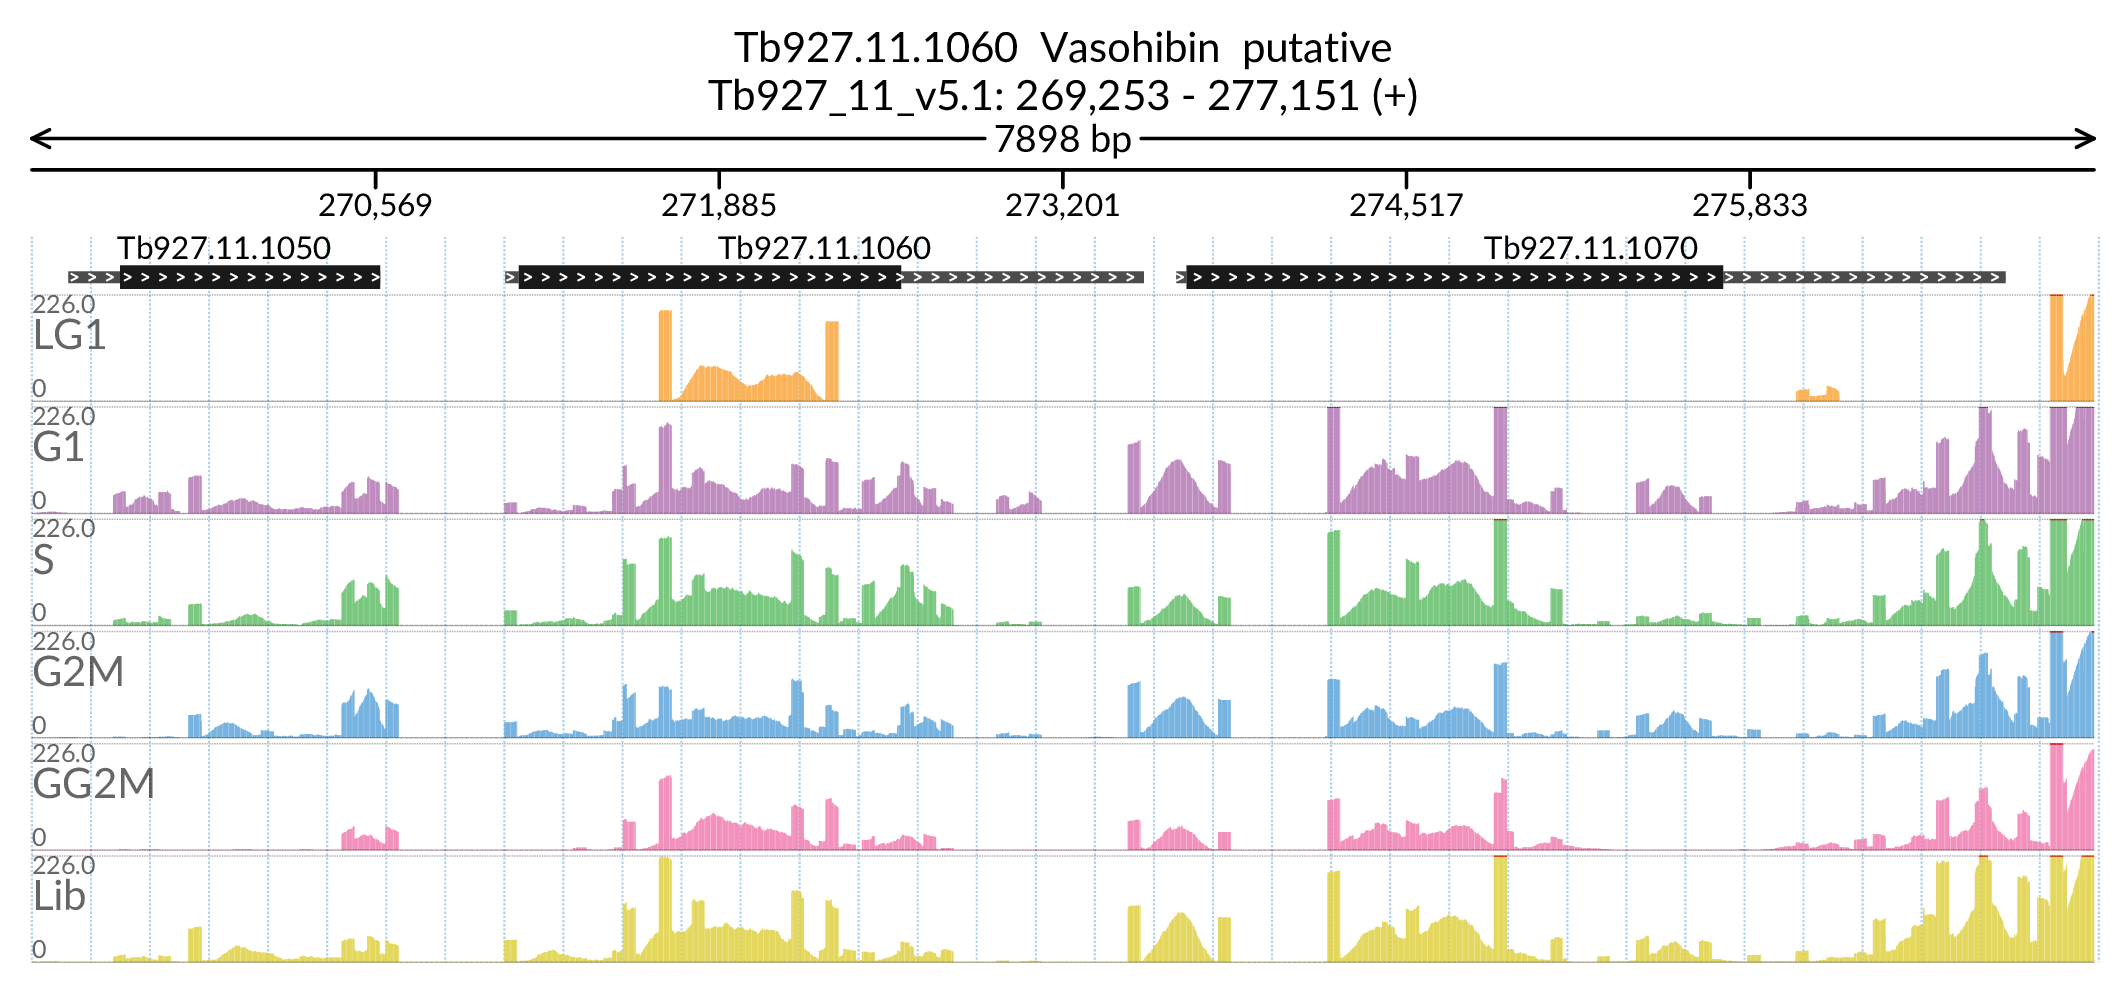 Tb927.11.1060 Vasohibin putative
Tb927_11_v5.1: 269,253 - 277,151 (+)
7898 bp
270,569 271,885 273,201 274,517 275,833
Tb927.11.1050 Tb927.11.1060 Tb927.11.1070
226.0
LG1
0
226.0
G1
0
226.0
S
0
226.0
G2M
0
226.0
GG2M
0
226.0
Lib
0